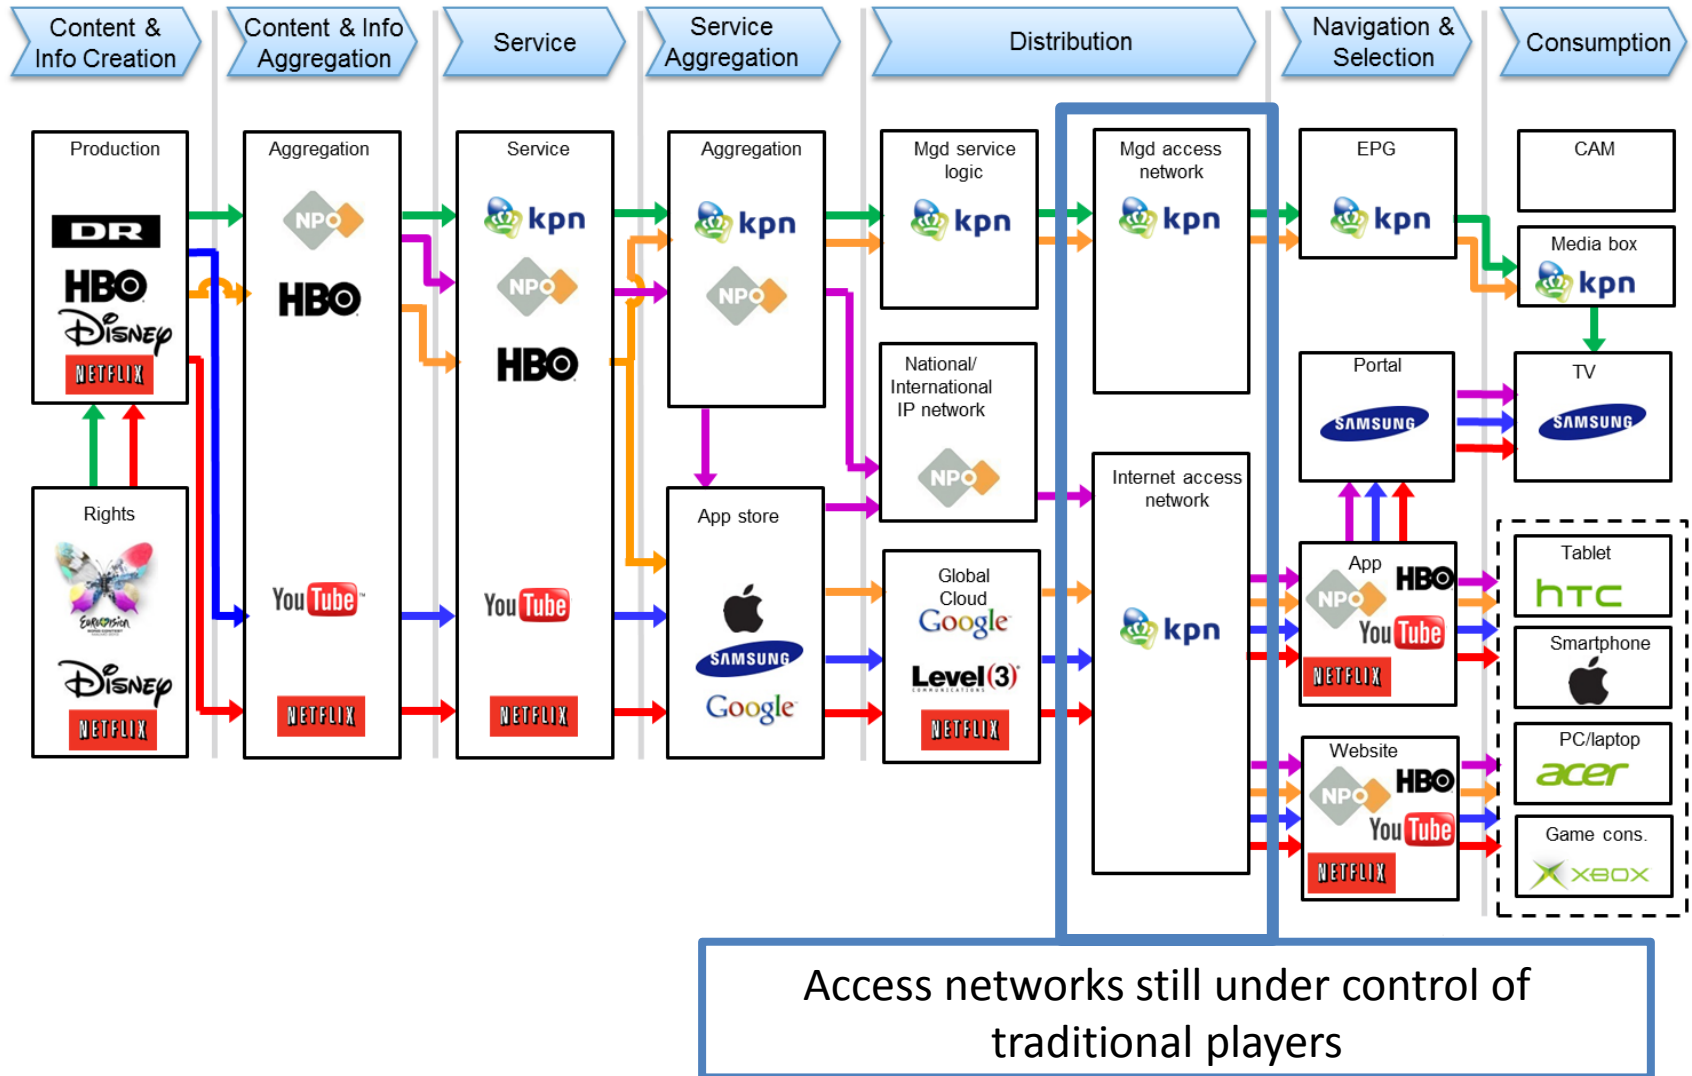 Content &
Info Creation
Content & Info
Aggregation
Service
Service
Aggregation
Distribution
Navigation &
Selection
Consumption
Production
DR
HBO
Disney
NETFLIX
Rights
EUROVISION
Disney
NETFLIX
Aggregation
NPO
HBO
YouTube™
NETFLIX
Service
kpn
NPO
HBO
YouTube
NETFLIX
Aggregation
kpn
NPO
App store
SAMSUNG
Google™
Mgd service
logic
kpn
National/
International
IP network
NPO
Global
Cloud
Google™
Level(3)
COMMUNICATIONS
NETFLIX
Mgd access
network
kpn
Internet access
network
kpn
EPG
kpn
Portal
SAMSUNG
App
HBO
NPO
YouTube
NETFLIX
Website
HBO
NPO
YouTube
NETFLIX
CAM
Media box
kpn
TV
SAMSUNG
Tablet
hTC
Smartphone
PC/laptop
acer
Game cons.
XBOX
Access networks still under control of
traditional players